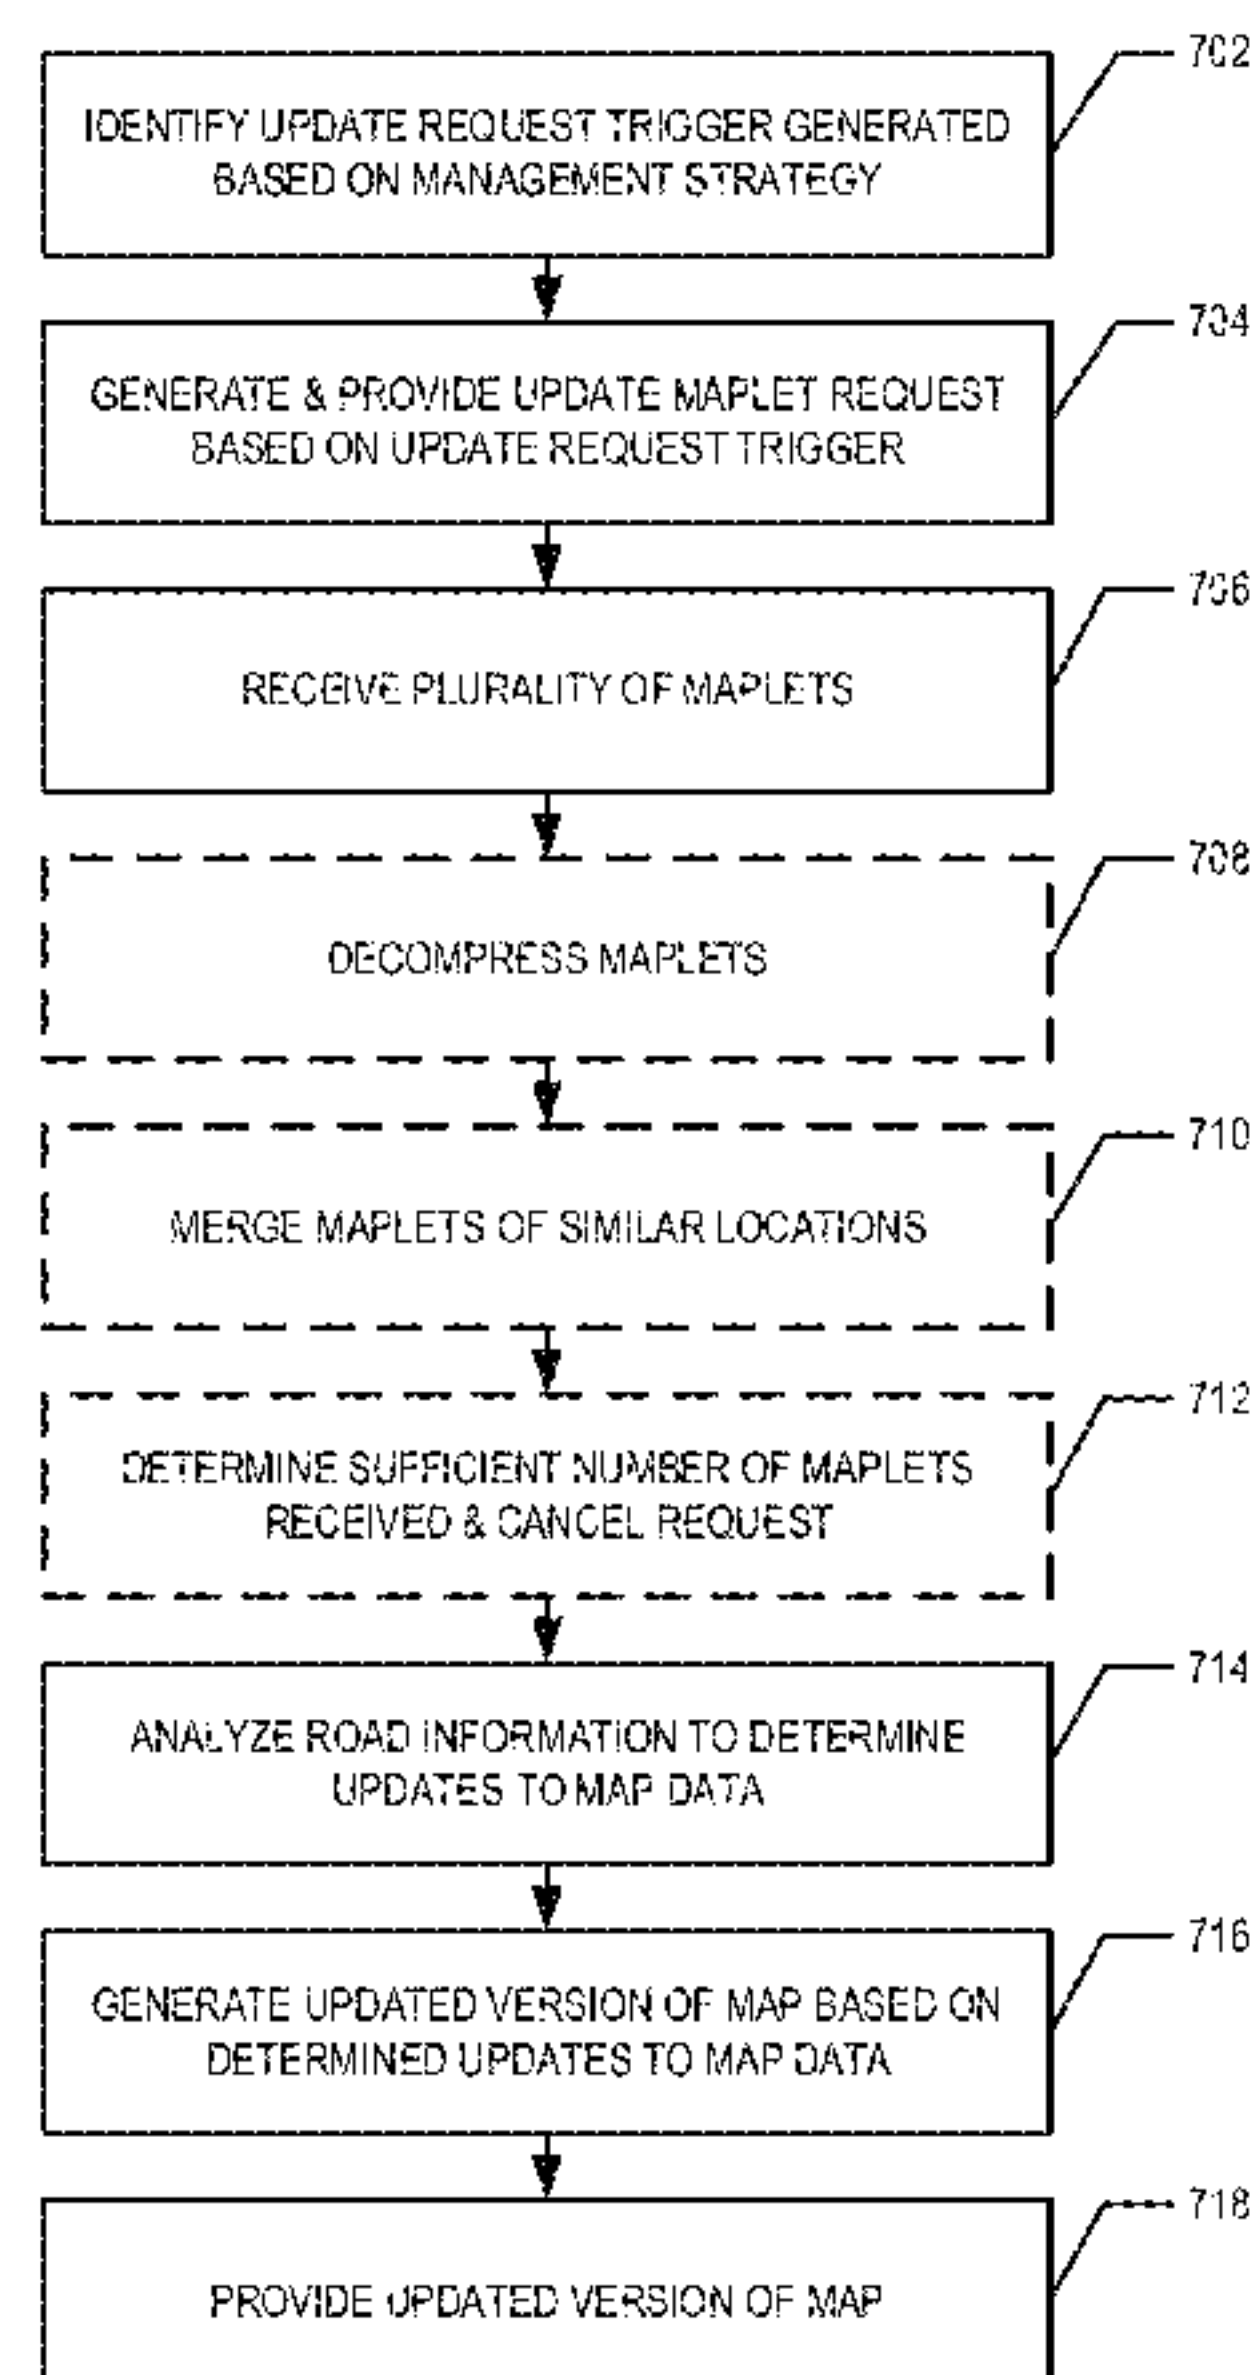 702
IDENTIFY UPDATE REQUEST TRIGGER GENERATED
BASED ON MANAGEMENT STRATEGY
704
GENERATE & PROVIDE UPDATE MAPLET REQUEST
BASED ON UPDATE REQUEST TRIGGER
706
RECEIVE PLURALITY OF MAPLETS
708
DECOMPRESS MAPLETS
710
MERGE MAPLETS OF SIMILAR LOCATIONS
712
DETERMINE SUFFICIENT NUMBER OF MAPLETS
RECEIVED & CANCEL REQUEST
714
ANALYZE ROAD INFORMATION TO DETERMINE
UPDATES TO MAP DATA
716
GENERATE UPDATED VERSION OF MAP BASED ON
DETERMINED UPDATES TO MAP DATA
718
PROVIDE UPDATED VERSION OF MAP